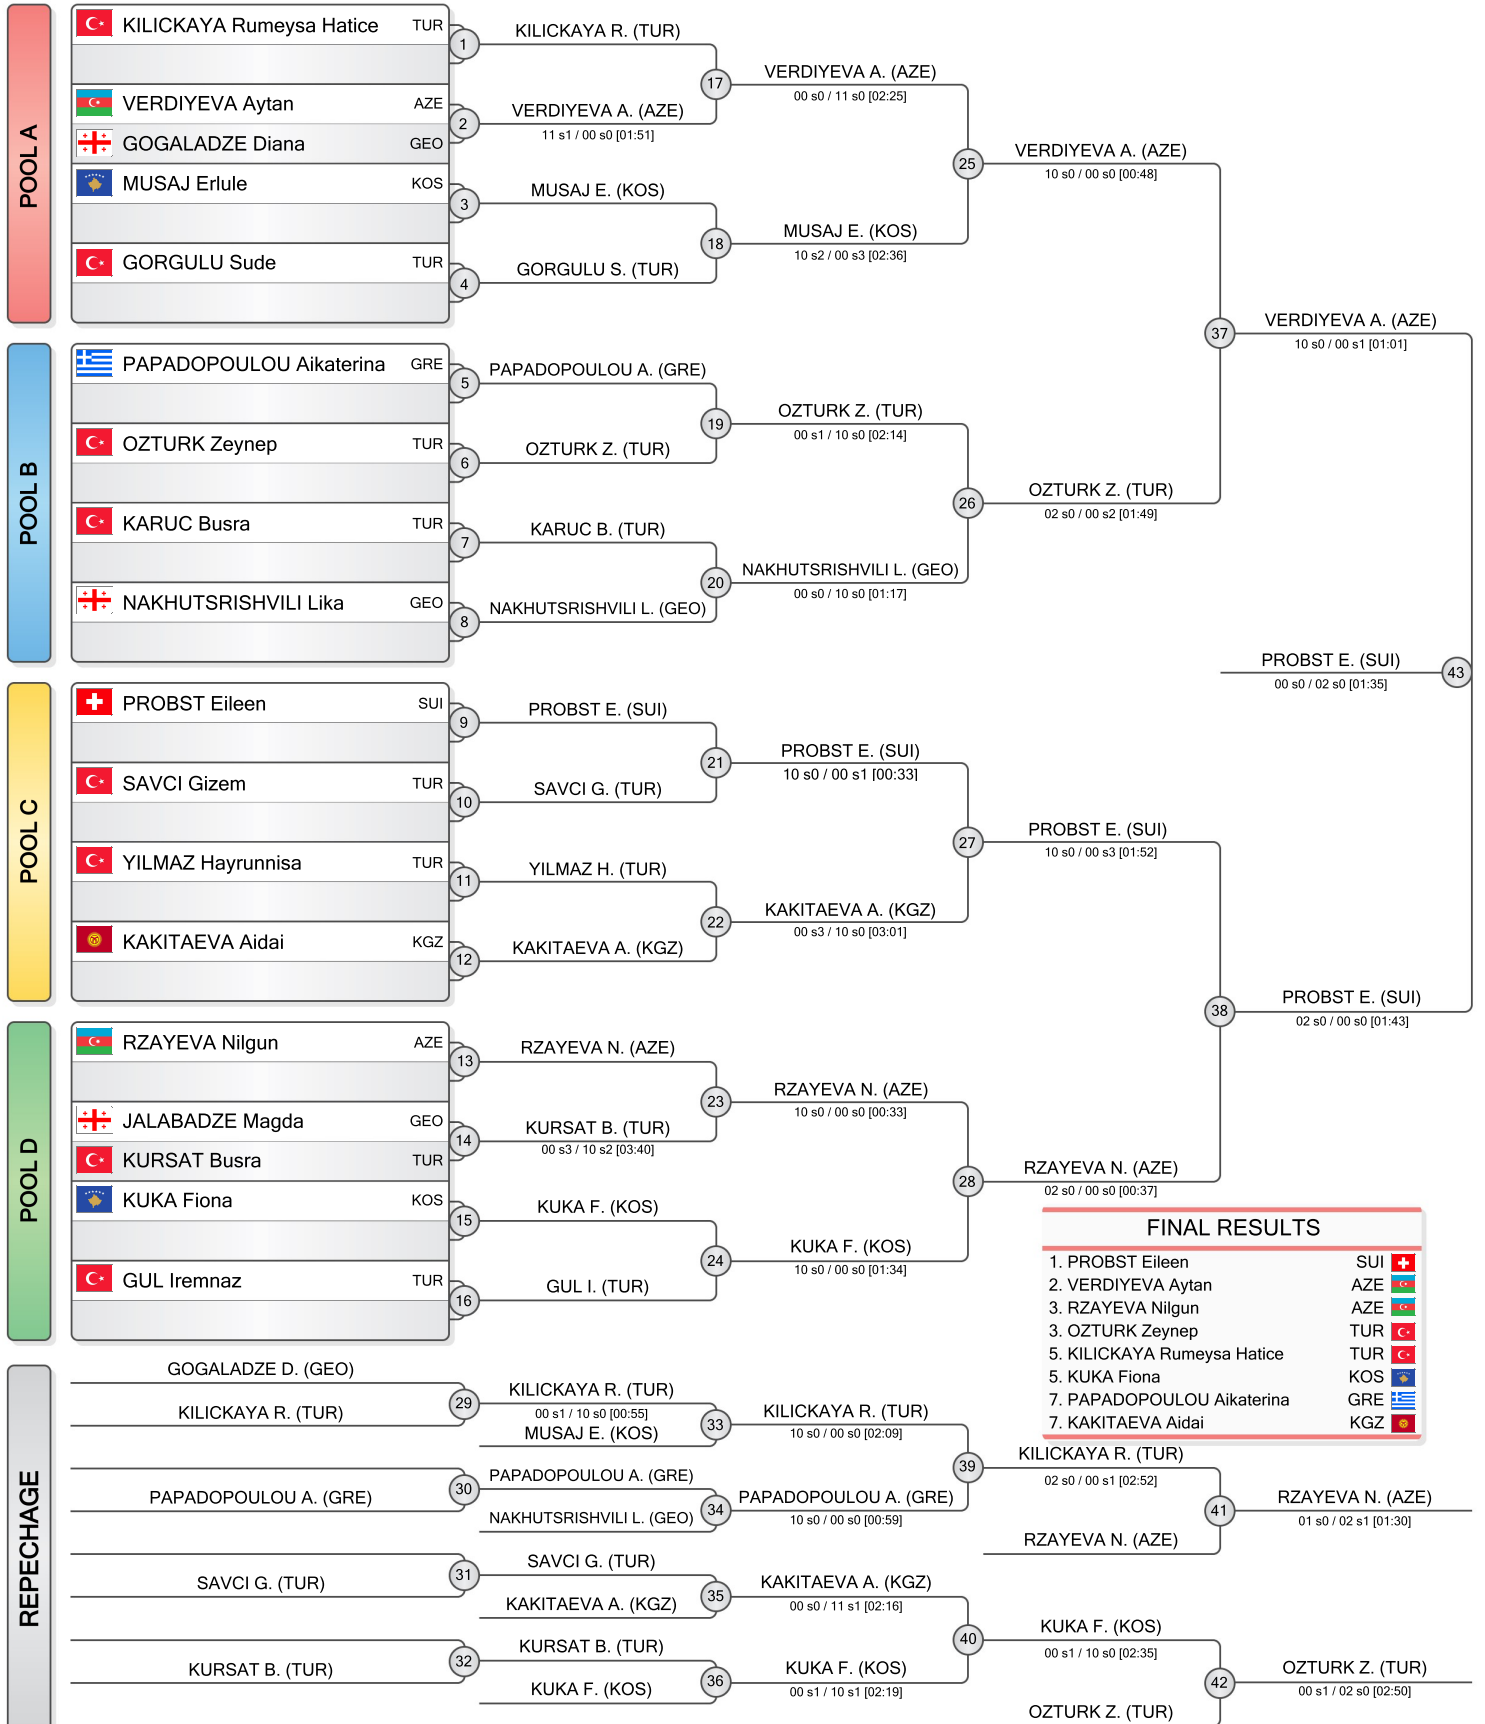 POOL A
KILICKAYA Rumeysa Hatice TUR
VERDIYEVA Aytan AZE
GOGALADZE Diana GEO
MUSAJ Erlule KOS
GORGULU Sude TUR
1
2
3
4
KILICKAYA R. (TUR)
VERDIYEVA A. (AZE)
11 s1 / 00 s0 [01:51]
MUSAJ E. (KOS)
GORGULU S. (TUR)
17
18
VERDIYEVA A. (AZE)
00 s0 / 11 s0 [02:25]
MUSAJ E. (KOS)
10 s2 / 00 s3 [02:36]
25
VERDIYEVA A. (AZE)
10 s0 / 00 s0 [00:48]
POOL B
PAPADOPOULOU Aikaterina GRE
OZTURK Zeynep TUR
KARUC Busra TUR
NAKHUTSRISHVILI Lika GEO
5
6
7
8
PAPADOPOULOU A. (GRE)
OZTURK Z. (TUR)
KARUC B. (TUR)
NAKHUTSRISHVILI L. (GEO)
19
20
OZTURK Z. (TUR)
00 s1 / 10 s0 [02:14]
NAKHUTSRISHVILI L. (GEO)
00 s0 / 10 s0 [01:17]
26
OZTURK Z. (TUR)
02 s0 / 00 s2 [01:49]
37
VERDIYEVA A. (AZE)
10 s0 / 00 s1 [01:01]
PROBST E. (SUI)
00 s0 / 02 s0 [01:35]
43
POOL C
PROBST Eileen SUI
SAVCI Gizem TUR
YILMAZ Hayrunnisa TUR
KAKITAEVA Aidai KGZ
9
10
11
12
PROBST E. (SUI)
SAVCI G. (TUR)
YILMAZ H. (TUR)
KAKITAEVA A. (KGZ)
21
22
PROBST E. (SUI)
10 s0 / 00 s1 [00:33]
KAKITAEVA A. (KGZ)
00 s3 / 10 s0 [03:01]
27
PROBST E. (SUI)
10 s0 / 00 s3 [01:52]
POOL D
RZAYEVA Nilgun AZE
JALABADZE Magda GEO
KURSAT Busra TUR
KUKA Fiona KOS
GUL Iremnaz TUR
13
14
15
16
RZAYEVA N. (AZE)
KURSAT B. (TUR)
00 s3 / 10 s2 [03:40]
KUKA F. (KOS)
GUL I. (TUR)
23
24
RZAYEVA N. (AZE)
10 s0 / 00 s0 [00:33]
KUKA F. (KOS)
10 s0 / 00 s0 [01:34]
28
RZAYEVA N. (AZE)
02 s0 / 00 s0 [00:37]
38
PROBST E. (SUI)
02 s0 / 00 s0 [01:43]
FINAL RESULTS
1. PROBST Eileen SUI
2. VERDIYEVA Aytan AZE
3. RZAYEVA Nilgun AZE
3. OZTURK Zeynep TUR
5. KILICKAYA Rumeysa Hatice TUR
5. KUKA Fiona KOS
7. PAPADOPOULOU Aikaterina GRE
7. KAKITAEVA Aidai KGZ
REPECHAGE
GOGALADZE D. (GEO)
KILICKAYA R. (TUR)
PAPADOPOULOU A. (GRE)
SAVCI G. (TUR)
KURSAT B. (TUR)
29
30
31
32
KILICKAYA R. (TUR)
00 s1 / 10 s0 [00:55]
MUSAJ E. (KOS)
PAPADOPOULOU A. (GRE)
NAKHUTSRISHVILI L. (GEO)
SAVCI G. (TUR)
KAKITAEVA A. (KGZ)
KURSAT B. (TUR)
KUKA F. (KOS)
33
34
35
36
KILICKAYA R. (TUR)
10 s0 / 00 s0 [02:09]
PAPADOPOULOU A. (GRE)
10 s0 / 00 s0 [00:59]
KAKITAEVA A. (KGZ)
00 s0 / 11 s1 [02:16]
KUKA F. (KOS)
00 s1 / 10 s1 [02:19]
39
40
KILICKAYA R. (TUR)
02 s0 / 00 s1 [02:52]
RZAYEVA N. (AZE)
KUKA F. (KOS)
00 s1 / 10 s0 [02:35]
OZTURK Z. (TUR)
41
42
RZAYEVA N. (AZE)
01 s0 / 02 s1 [01:30]
OZTURK Z. (TUR)
00 s1 / 02 s0 [02:50]